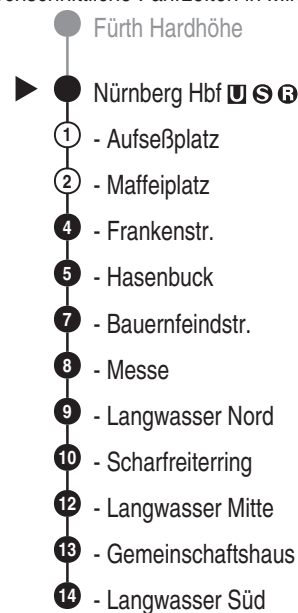 Fürth Hardhöhe
Nürnberg Hbf U S R
1 - Aufseßplatz
2 - Maffeiplatz
4 - Frankenstr.
5 - Hasenbuck
7 - Bauernfeindstr.
8 - Messe
9 - Langwasser Nord
10 - Scharfreiterring
12 - Langwasser Mitte
13 - Gemeinschaftshaus
14 - Langwasser Süd